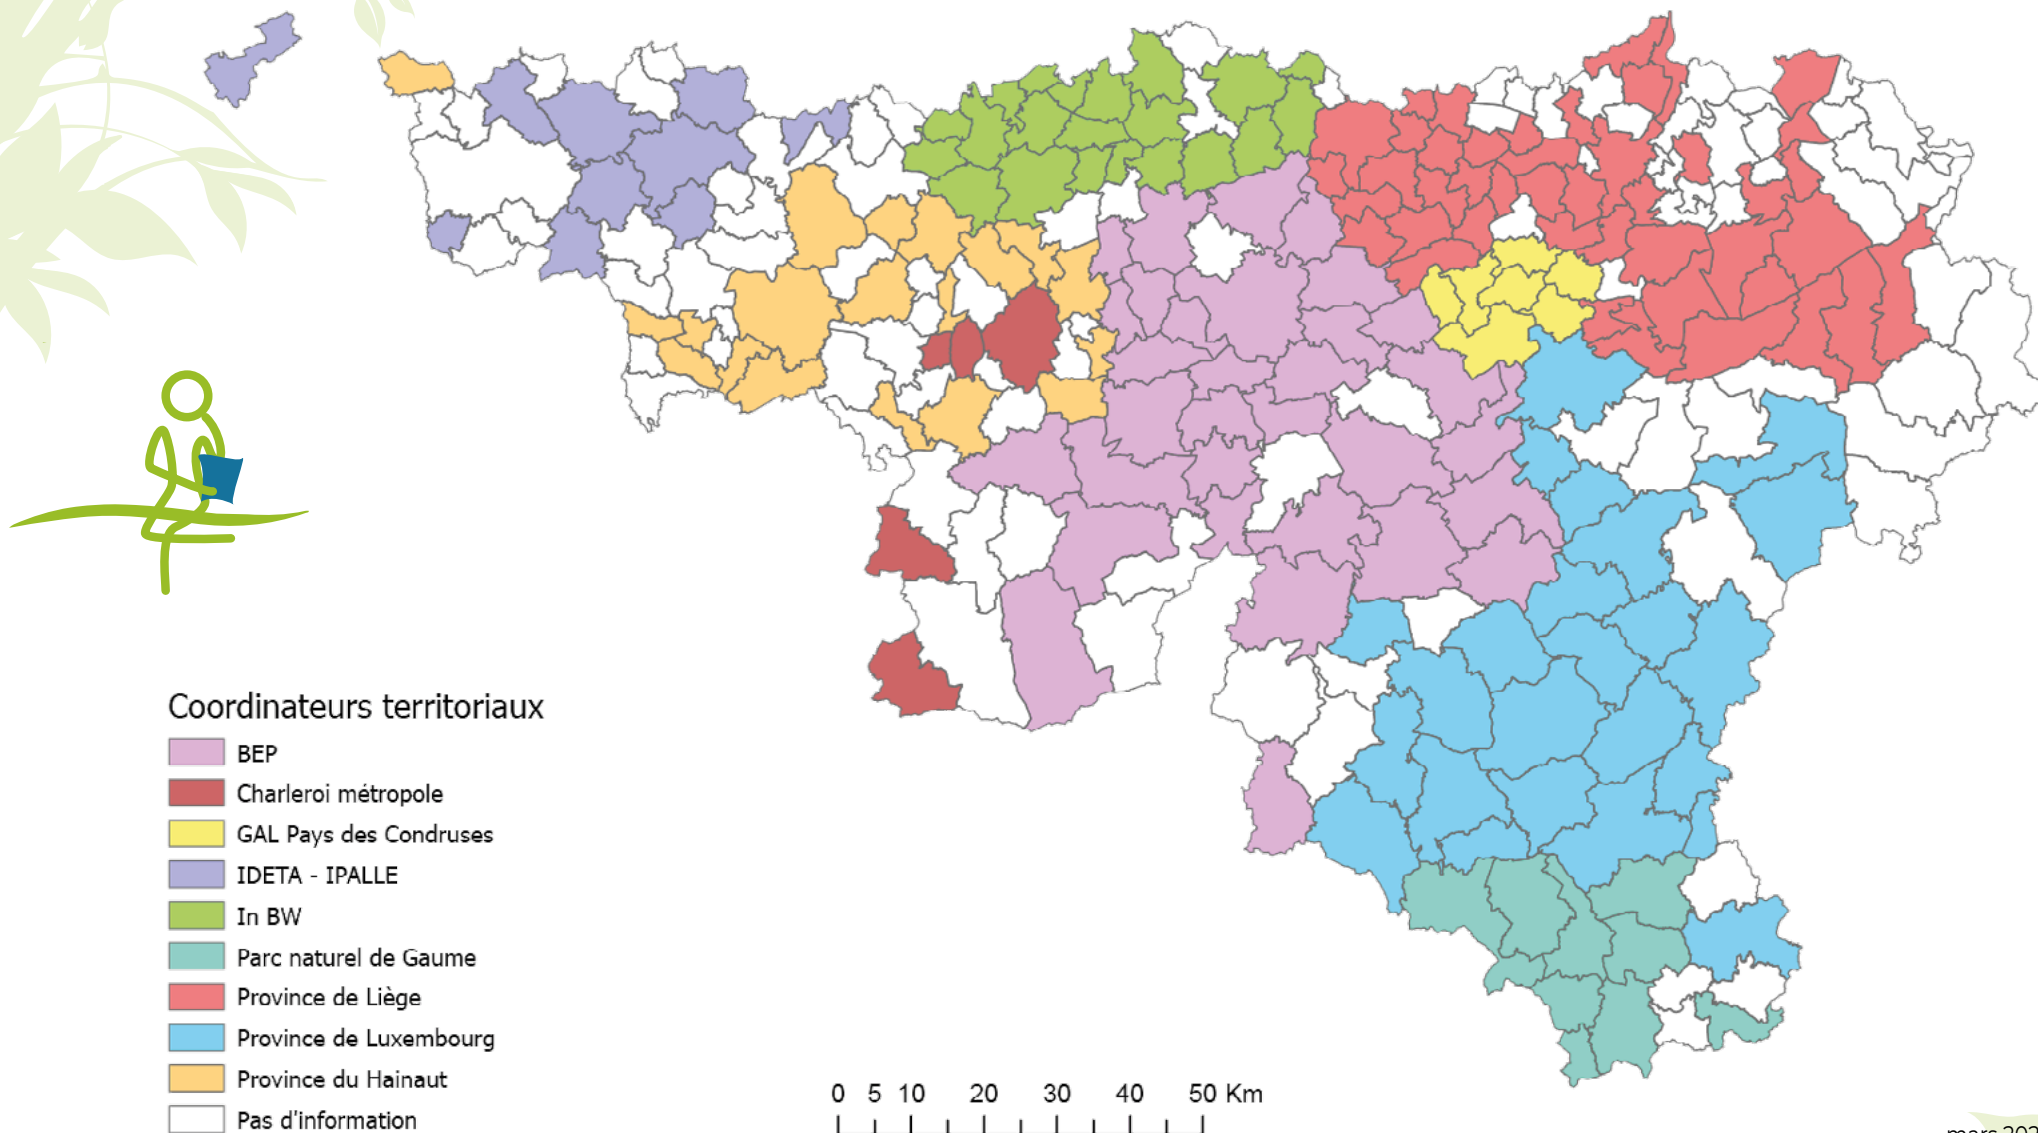 Coordinateurs territoriaux
BEP
Charleroi métropole
GAL Pays des Condruses
IDETA - IPALLE
In BW
Parc naturel de Gaume
Province de Liège
Province de Luxembourg
Province du Hainaut
Pas d'information
0 5 10 20 30 40 50 Km
mars